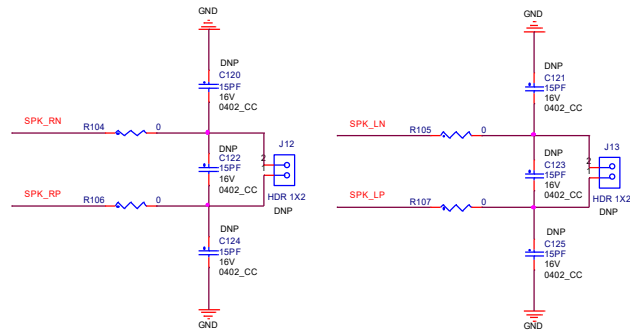 GND
DNP
C120
15PF
16V
0402_CC
SPK_RN
R104
0
DNP
C122
15PF
16V
0402_CC
2
J12
SPK_RP
R106
0
HDR 1X2
DNP
DNP
C124
15PF
16V
0402_CC
GND
GND
DNP
C121
15PF
16V
0402_CC
SPK_LN
R105
0
DNP
C123
15PF
16V
0402_CC
2
J13
SPK_LP
R107
0
HDR 1X2
DNP
DNP
C125
15PF
16V
0402_CC
GND